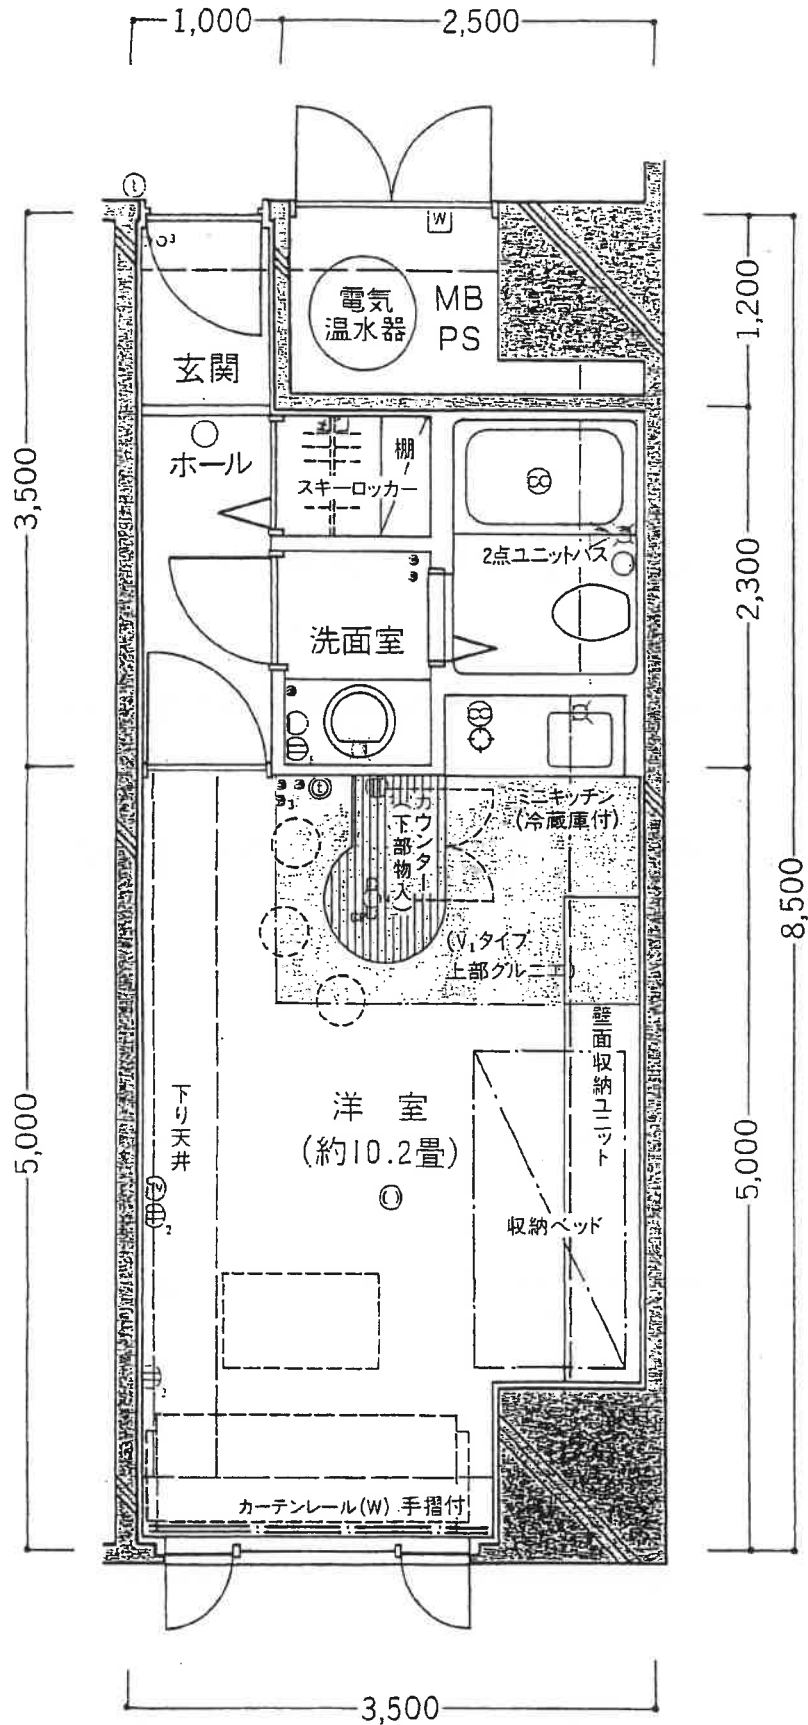 1,000
2,500
W
電気
温水器
MB
PS
1,200
玄関
ホール
棚
スキーロッカー
3,500
2点ユニットバス
2,300
洗面室
ミニキッチン
(冷蔵庫付)
カウンター
(下部物入)
(V₁タイプ
上部グルニエ)
8,500
壁面収納ユニット
下り天井
洋 室
(約10.2畳)
5,000
5,000
収納ベッド
カーテンレール(W) 手摺付
3,500